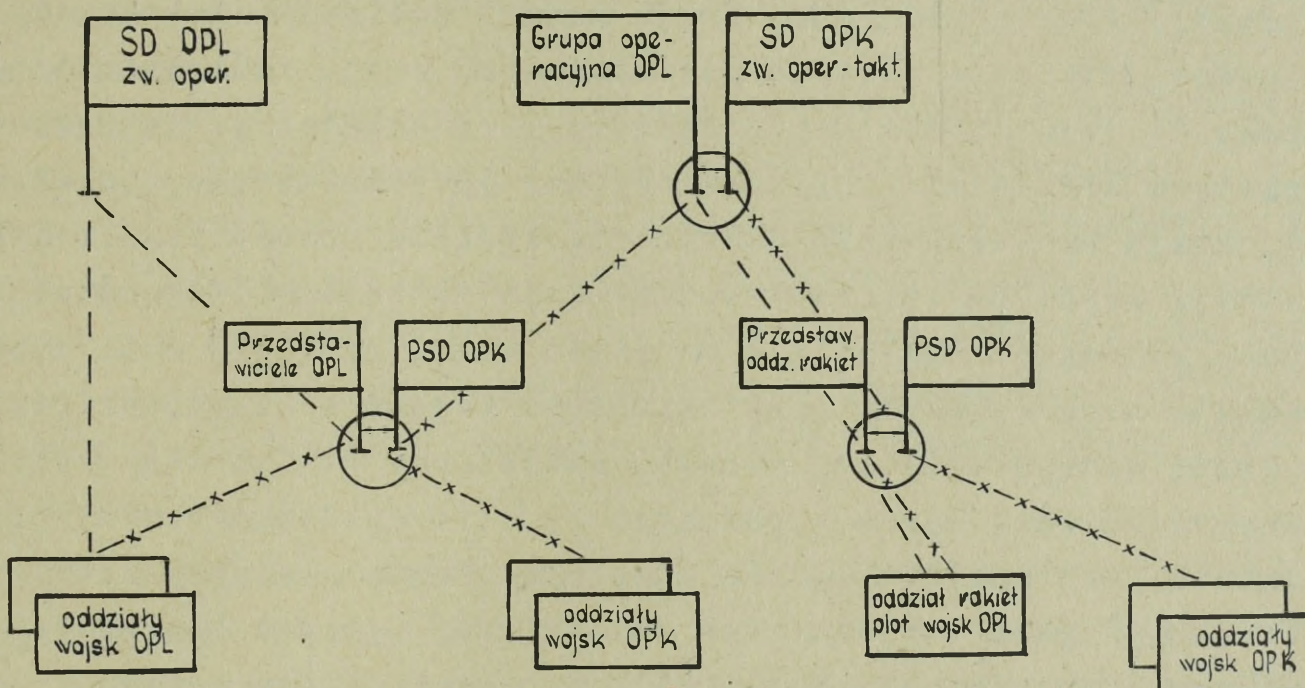 SD OPL
zw. oper.
Grupa ope-
racyjna OPL
SD OPK
zw. oper-takt.
Przedsta-
wiciele OPL
PSD OPK
Przedstaw.
oddz. rakiet
PSD OPK
oddziały
wojsk OPL
oddziały
wojsk OPK
oddział rakiet
plot wojsk OPL
oddziały
wojsk OPK